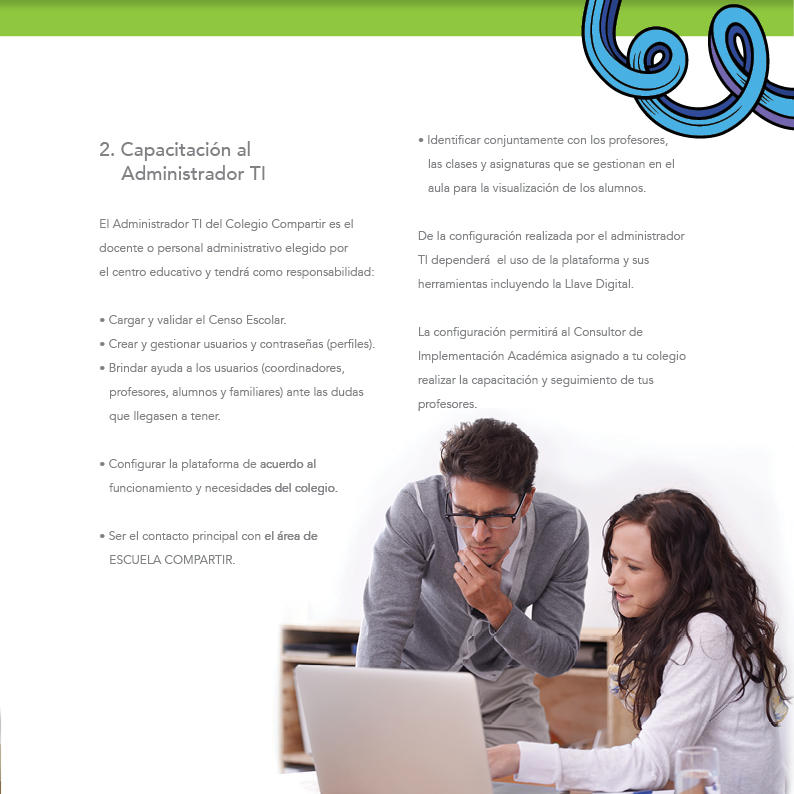 2. Capacitación al
Administrador TI
El Administrador TI del Colegio Compartir es el
docente o personal administrativo elegido por
el centro educativo y tendrá como responsabilidad:
• Cargar y validar el Censo Escolar.
• Crear y gestionar usuarios y contraseñas (perfiles).
• Brindar ayuda a los usuarios (coordinadores,
profesores, alumnos y familiares) ante las dudas
que llegasen a tener.
• Configurar la plataforma de acuerdo al
funcionamiento y necesidades del colegio.
• Ser el contacto principal con el área de
ESCUELA COMPARTIR.
• Identificar conjuntamente con los profesores,
las clases y asignaturas que se gestionan en el
aula para la visualización de los alumnos.
De la configuración realizada por el administrador
TI dependerá  el uso de la plataforma y sus
herramientas incluyendo la Llave Digital.
La configuración permitirá al Consultor de
Implementación Académica asignado a tu colegio
realizar la capacitación y seguimiento de tus
profesores.